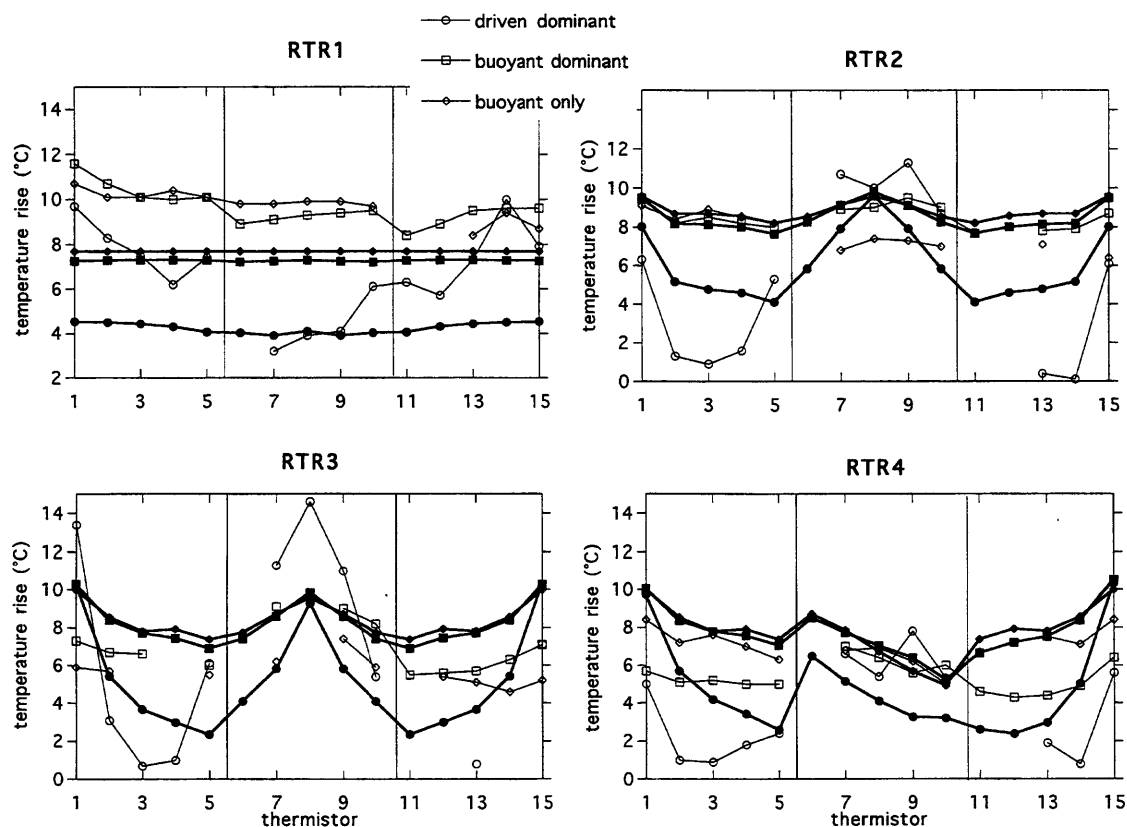 driven dominant
RTR1
buoyant dominant
RTR2
buoyant only
temperature rise (°C)
14
12
10
8
6
4
2
1 3 5 7 9 11 13 15
temperature rise (°C)
14
12
10
8
6
4
2
0
1 3 5 7 9 11 13 15
RTR3
temperature rise (°C)
14
12
10
8
6
4
2
0
1 3 5 7 9 11 13 15
thermistor
RTR4
temperature rise (°C)
14
12
10
8
6
4
2
0
1 3 5 7 9 11 13 15
thermistor